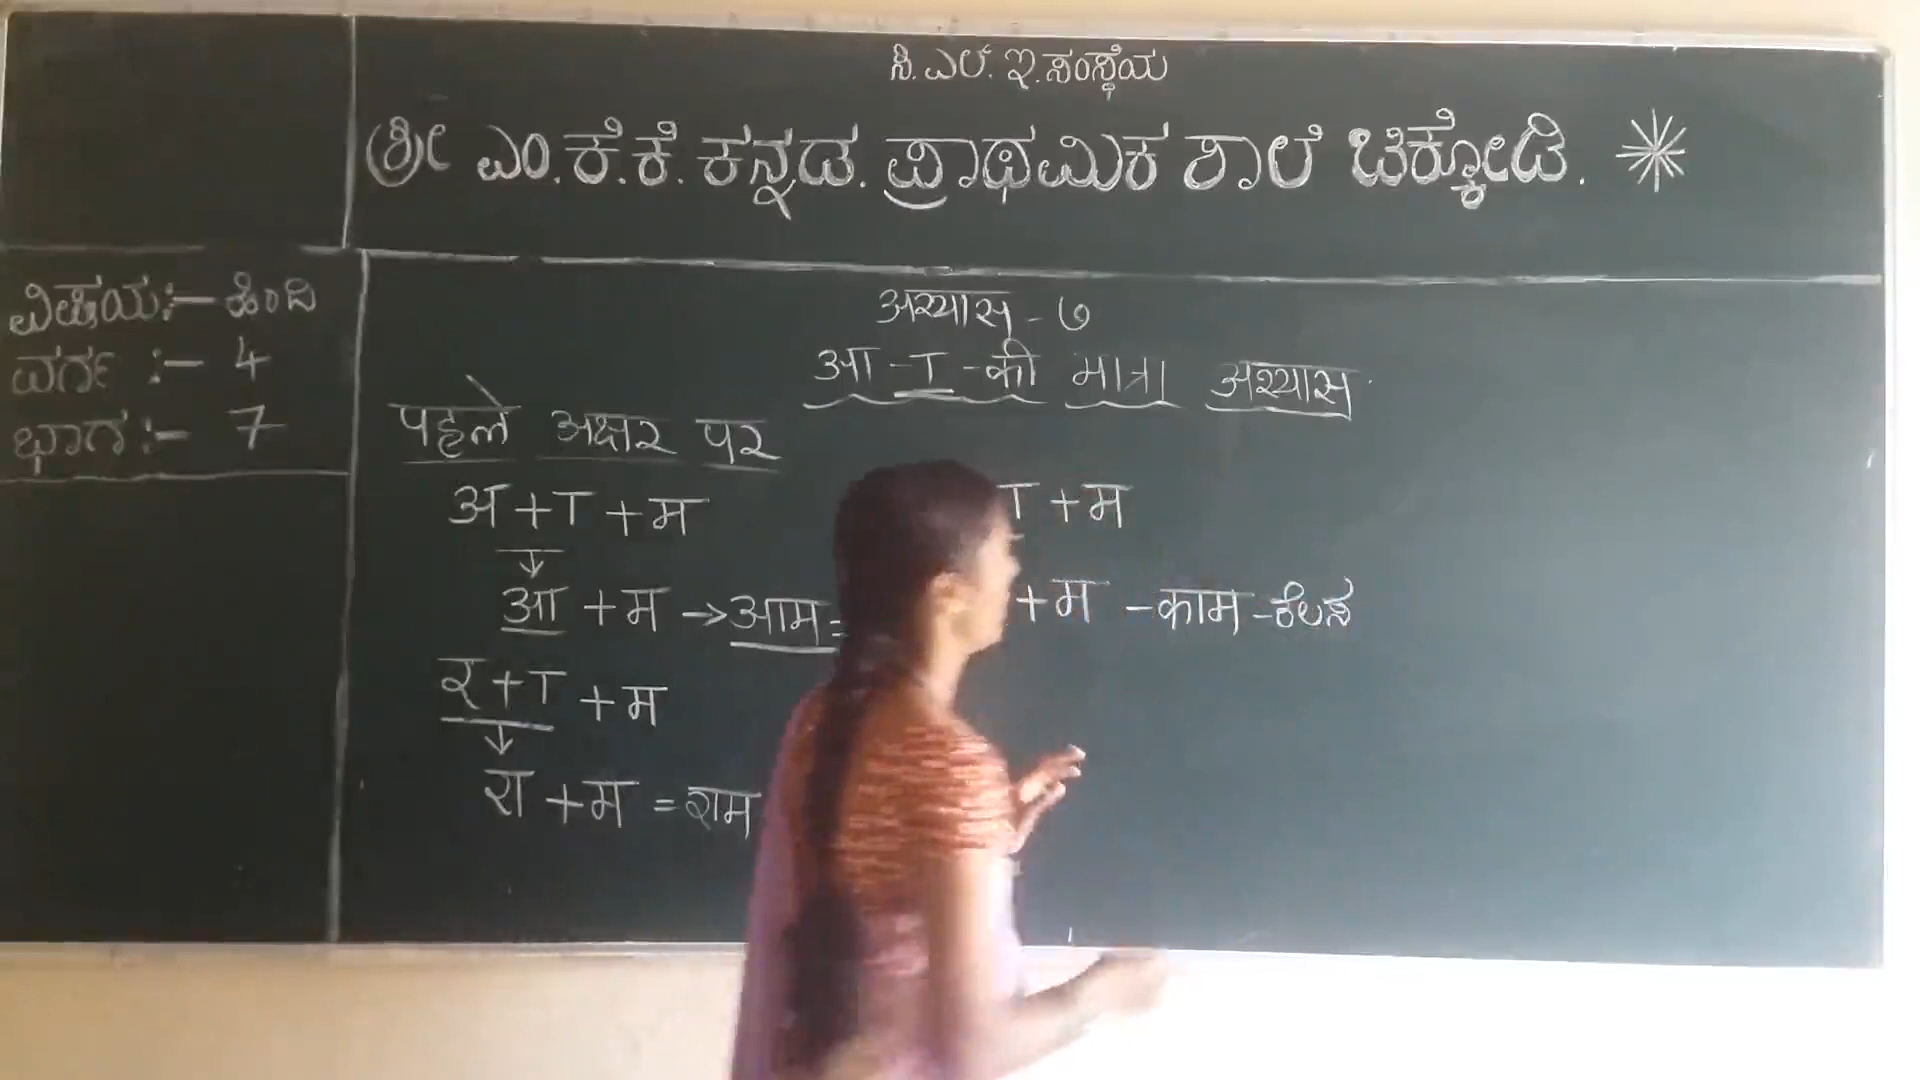 ಸಿ. ಎಲ್. ಇ. ಸಂಸ್ಥೆಯ
ಶ್ರೀ ಎಂ. ಕೆ. ಕೆ. ಕನ್ನಡ. ಪ್ರಾಥಮಿಕ ಶಾಲೆ ಚಿಕ್ಕೋಡಿ.
ವಿಷಯ:- ಹಿಂದಿ
ವರ್ಗ :- 4
ಭಾಗ :- 7
अभ्यास - ७
आ - ा - की मात्रा अभ्यास
पहले अक्षर पर
अ + ा + म
आ + म → आम =
र + ा + म
रा + म = राम
ा + म
+ म - काम - ಕೆಲಸ